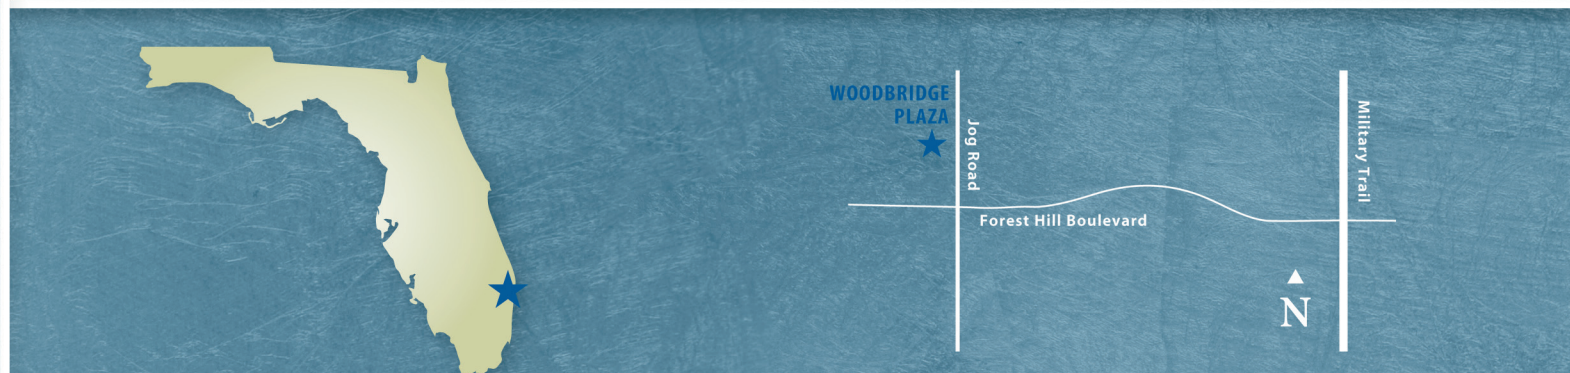 WOODBRIDGE
PLAZA
Jog Road
Military Trail
Forest Hill Boulevard
N